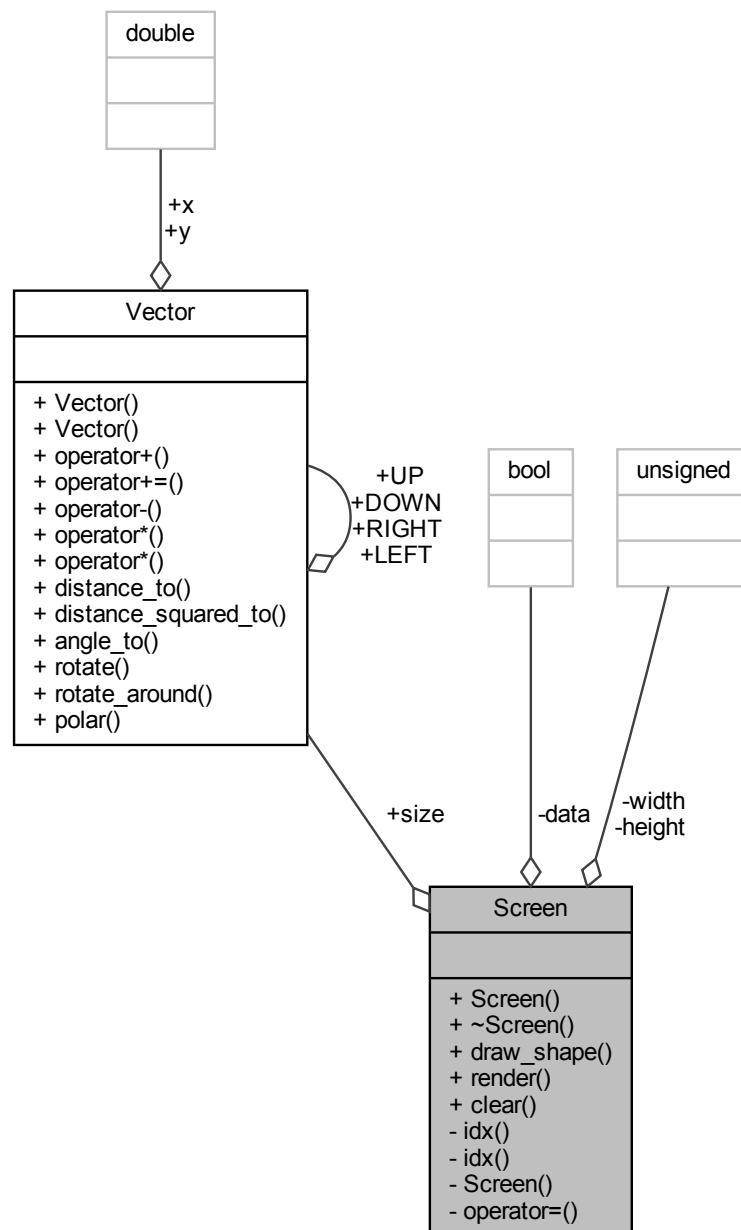 double
+x
+y
Vector
+ Vector()
+ Vector()
+ operator+()
+ operator+=()
+ operator-()
+ operator*()
+ operator*()
+ distance_to()
+ distance_squared_to()
+ angle_to()
+ rotate()
+ rotate_around()
+ polar()
+UP
+DOWN
+RIGHT
+LEFT
bool
unsigned
+size
-data
-width
-height
Screen
+ Screen()
+ ~Screen()
+ draw_shape()
+ render()
+ clear()
- idx()
- idx()
- Screen()
- operator=()